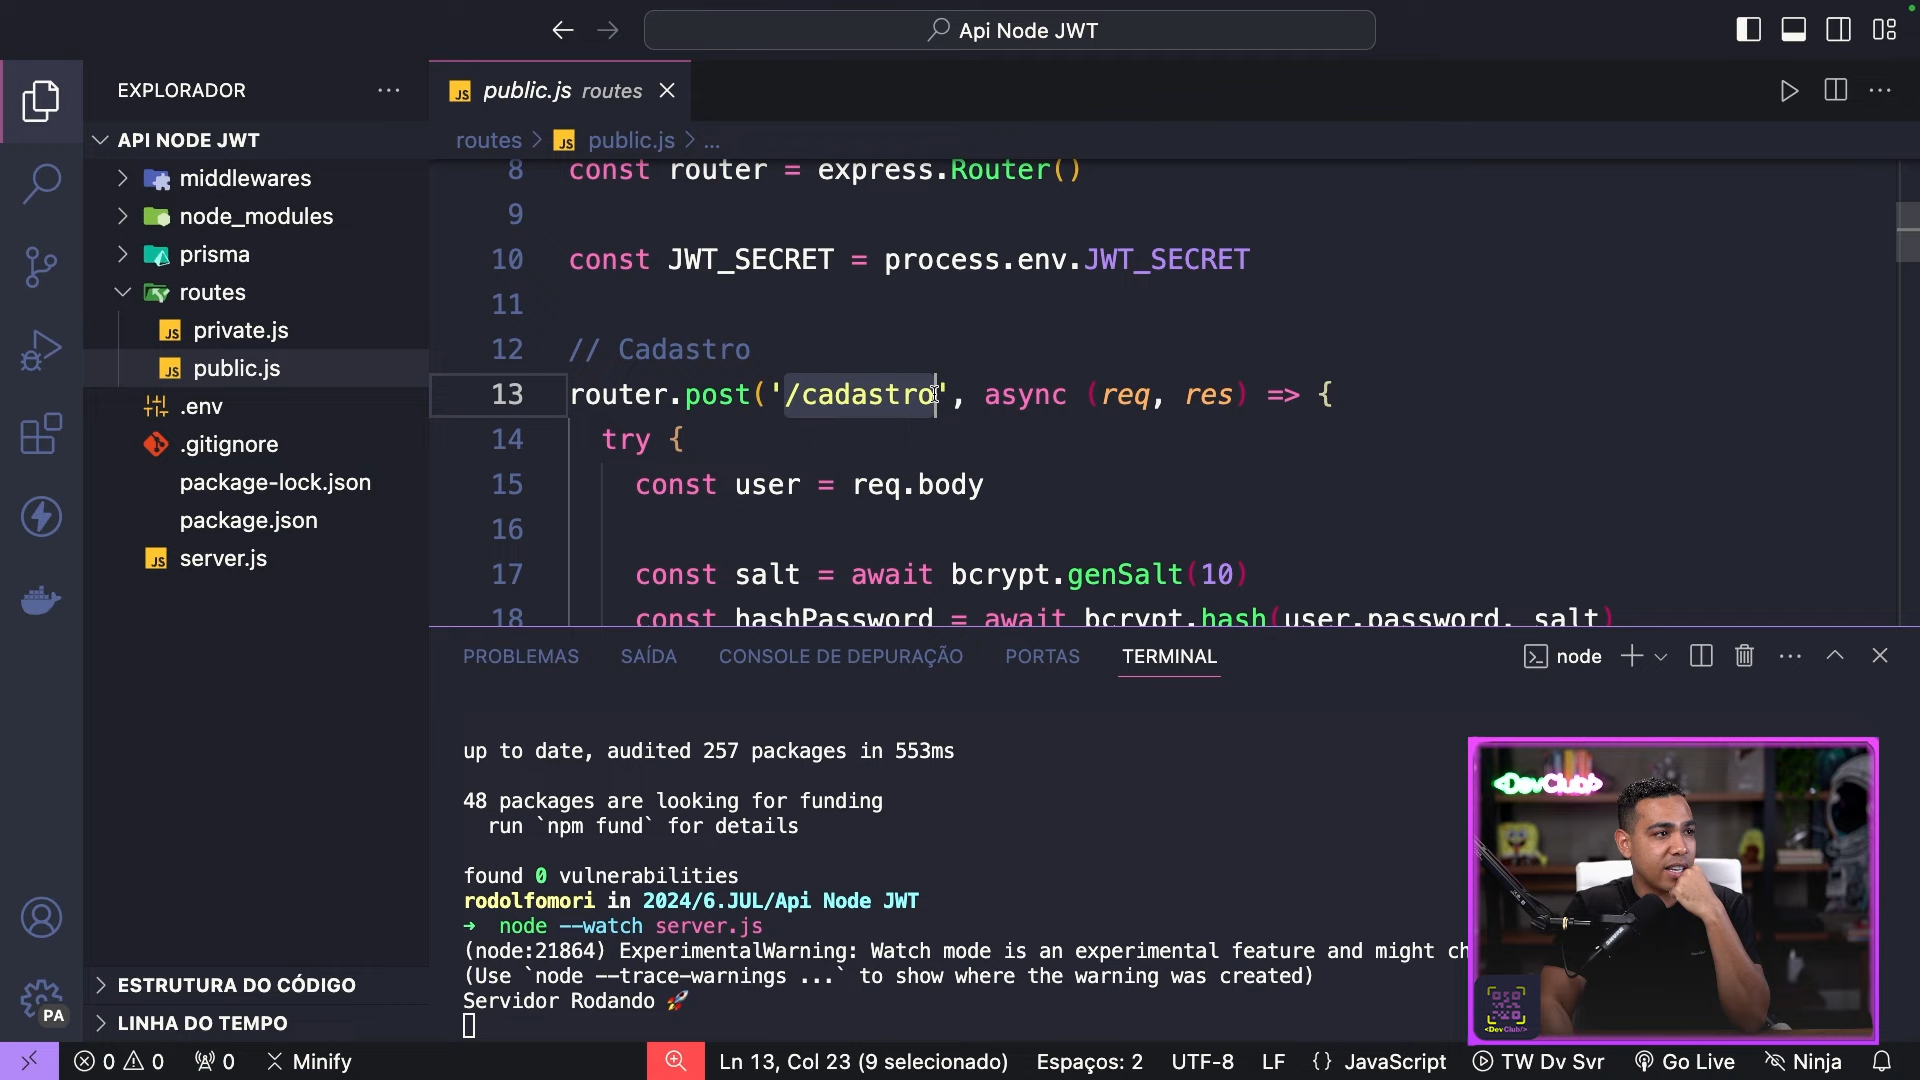 Api Node JWT
EXPLORADOR
API NODE JWT
middlewares
node_modules
prisma
routes
private.js
public.js
.env
.gitignore
package-lock.json
package.json
server.js
ESTRUTURA DO CÓDIGO
LINHA DO TEMPO
PA
JS public.js routes
routes > JS public.js > ...
8 const router = express.Router()
9
10 const JWT_SECRET = process.env.JWT_SECRET
11
12 // Cadastro
13 router.post('/cadastro', async (req, res) => {
14 try {
15 const user = req.body
16
17 const salt = await bcrypt.genSalt(10)
18 const hashPassword = await bcrypt.hash(user.password, salt)
PROBLEMAS SAÍDA CONSOLE DE DEPURAÇÃO PORTAS TERMINAL node
up to date, audited 257 packages in 553ms
48 packages are looking for funding
run `npm fund` for details
found 0 vulnerabilities
rodolfomori in 2024/6.JUL/Api Node JWT
➜ node --watch server.js
(node:21864) ExperimentalWarning: Watch mode is an experimental feature and might ch
(Use `node --trace-warnings ...` to show where the warning was created)
Servidor Rodando 🚀
<DevClub/>
<DevClub/>
0 0 0 Minify Ln 13, Col 23 (9 selecionado) Espaços: 2 UTF-8 LF {} JavaScript TW Dv Svr Go Live Ninja